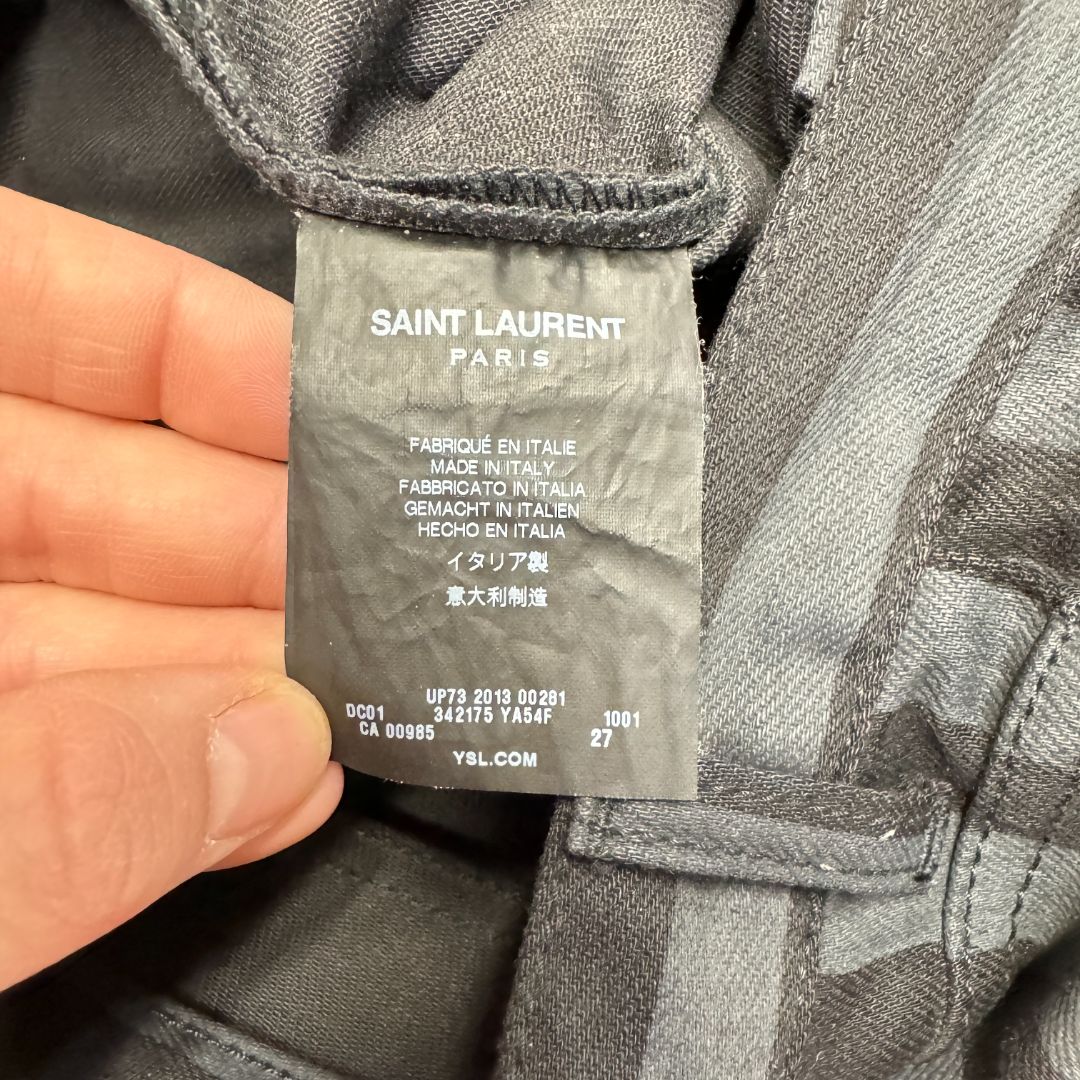 SAINT LAURENT
PARIS
FABRIQUÉ EN ITALIE
MADE IN ITALY
FABBRICATO IN ITALIA
GEMACHT IN ITALIEN
HECHO EN ITALIA
イタリア製
意大利制造
UP73 2013 00281
DC01 342175 YA54F 1001
CA 00985 27
YSL.COM